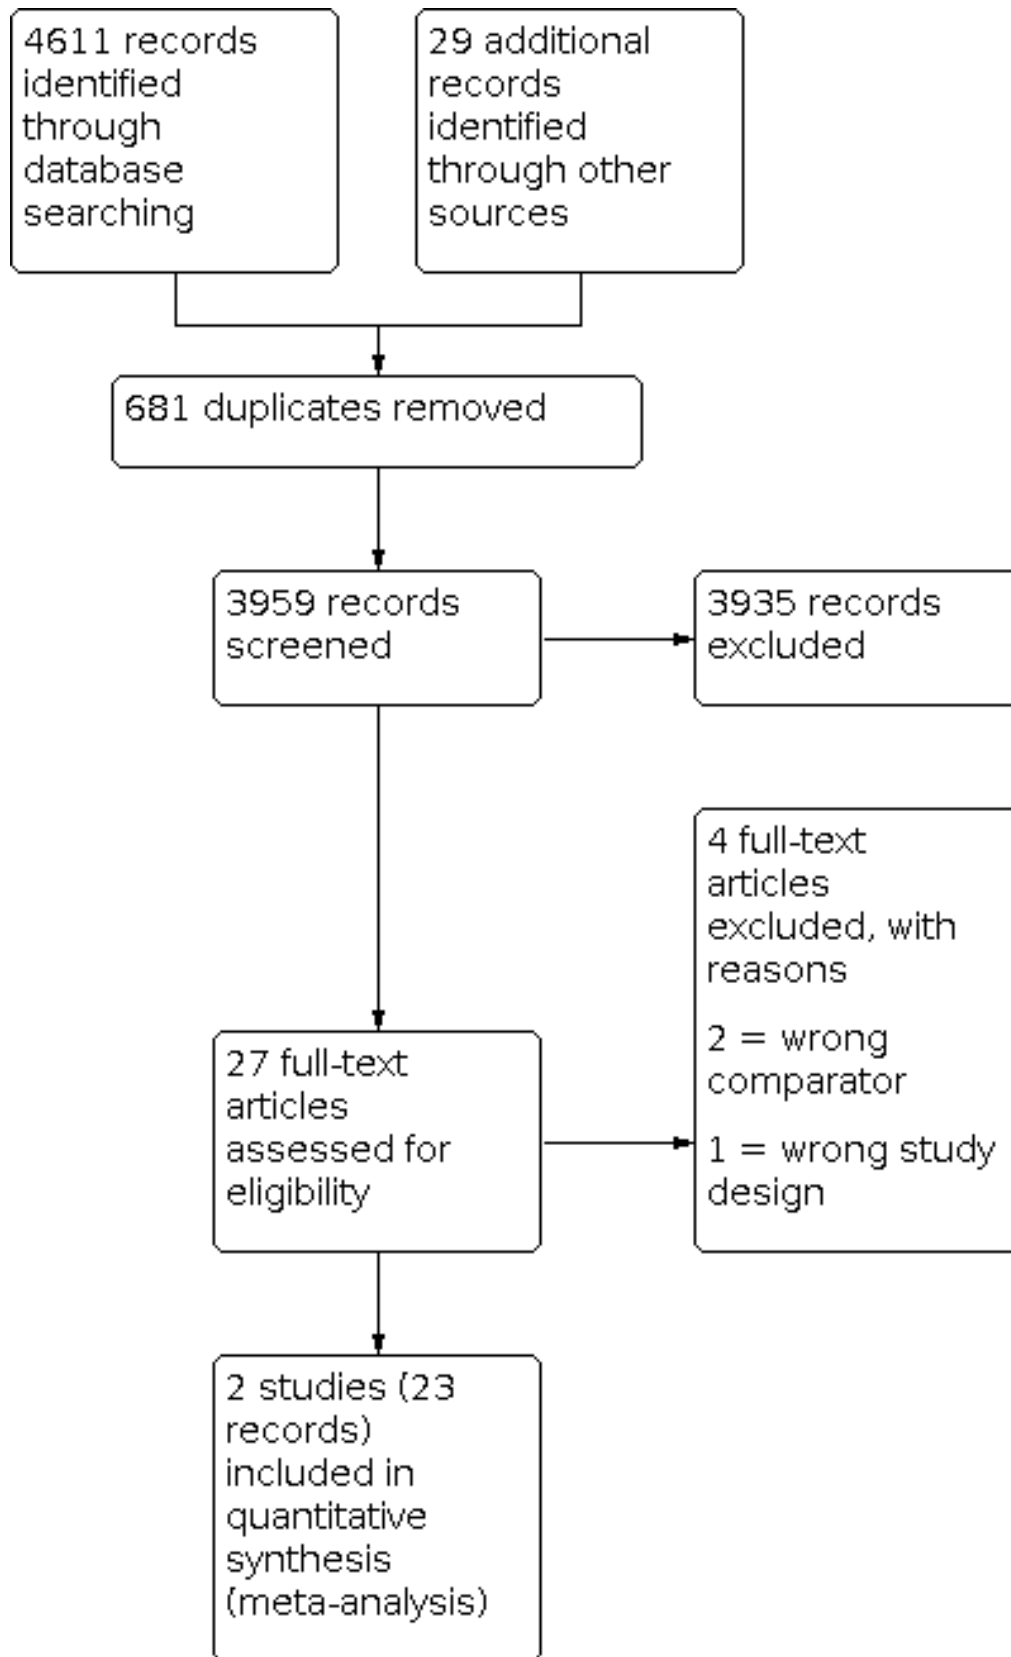 4611 records
identified
through
database
searching
29 additional
records
identified
through other
sources
681 duplicates removed
3959 records
screened
3935 records
excluded
27 full-text
articles
assessed for
eligibility
4 full-text
articles
excluded, with
reasons
2 = wrong
comparator
1 = wrong study
design
2 studies (23
records)
included in
quantitative
synthesis
(meta-analysis)